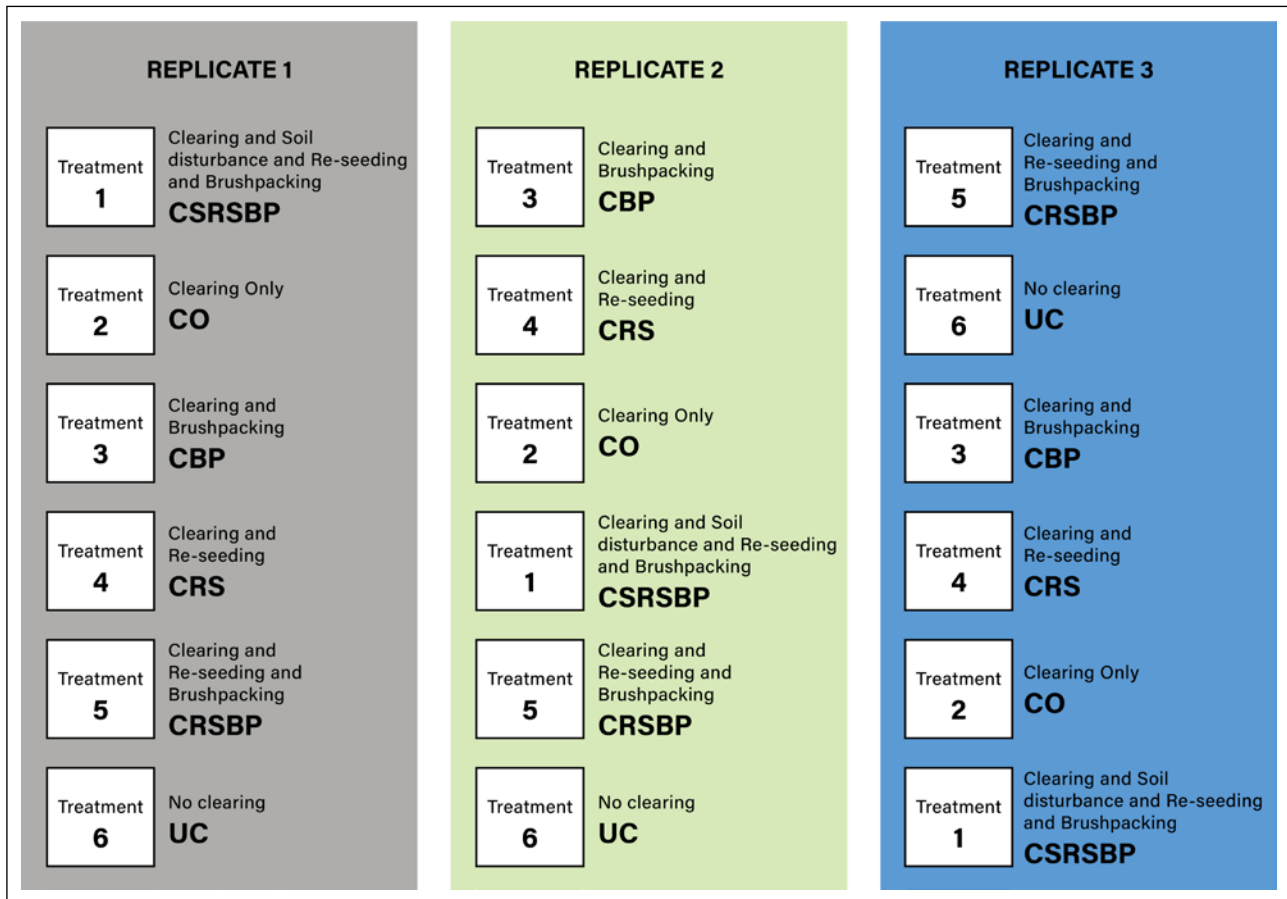 REPLICATE 1
Treatment
1
Clearing and Soil
disturbance and Re-seeding
and Brushpacking
CSRSBP
Treatment
2
Clearing Only
CO
Treatment
3
Clearing and
Brushpacking
CBP
Treatment
4
Clearing and
Re-seeding
CRS
Treatment
5
Clearing and
Re-seeding and
Brushpacking
CRSBP
Treatment
6
No clearing
UC
REPLICATE 2
Treatment
3
Clearing and
Brushpacking
CBP
Treatment
4
Clearing and
Re-seeding
CRS
Treatment
2
Clearing Only
CO
Treatment
1
Clearing and Soil
disturbance and Re-seeding
and Brushpacking
CSRSBP
Treatment
5
Clearing and
Re-seeding and
Brushpacking
CRSBP
Treatment
6
No clearing
UC
REPLICATE 3
Treatment
5
Clearing and
Re-seeding and
Brushpacking
CRSBP
Treatment
6
No clearing
UC
Treatment
3
Clearing and
Brushpacking
CBP
Treatment
4
Clearing and
Re-seeding
CRS
Treatment
2
Clearing Only
CO
Treatment
1
Clearing and Soil
disturbance and Re-seeding
and Brushpacking
CSRSBP